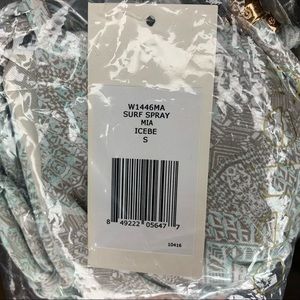 W1446MA
SURF SPRAY
MIA
ICEBE
S
8 49222 05647 7
10416